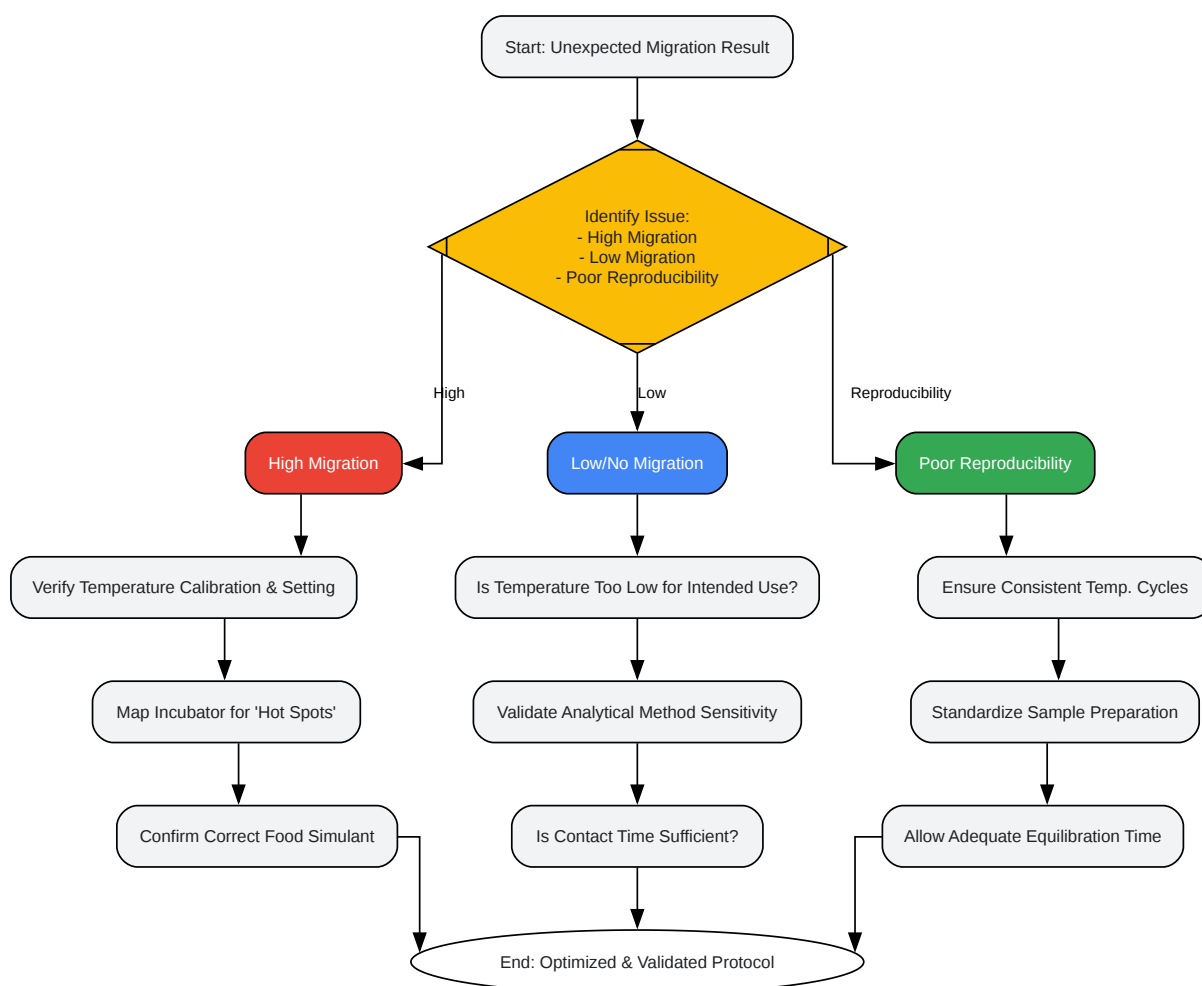 Start: Unexpected Migration Result
Identify Issue:
- High Migration
- Low Migration
- Poor Reproducibility
High
Low
Reproducibility
High Migration
Low/No Migration
Poor Reproducibility
Verify Temperature Calibration & Setting
Is Temperature Too Low for Intended Use?
Ensure Consistent Temp. Cycles
Map Incubator for 'Hot Spots'
Validate Analytical Method Sensitivity
Standardize Sample Preparation
Confirm Correct Food Simulant
Is Contact Time Sufficient?
Allow Adequate Equilibration Time
End: Optimized & Validated Protocol